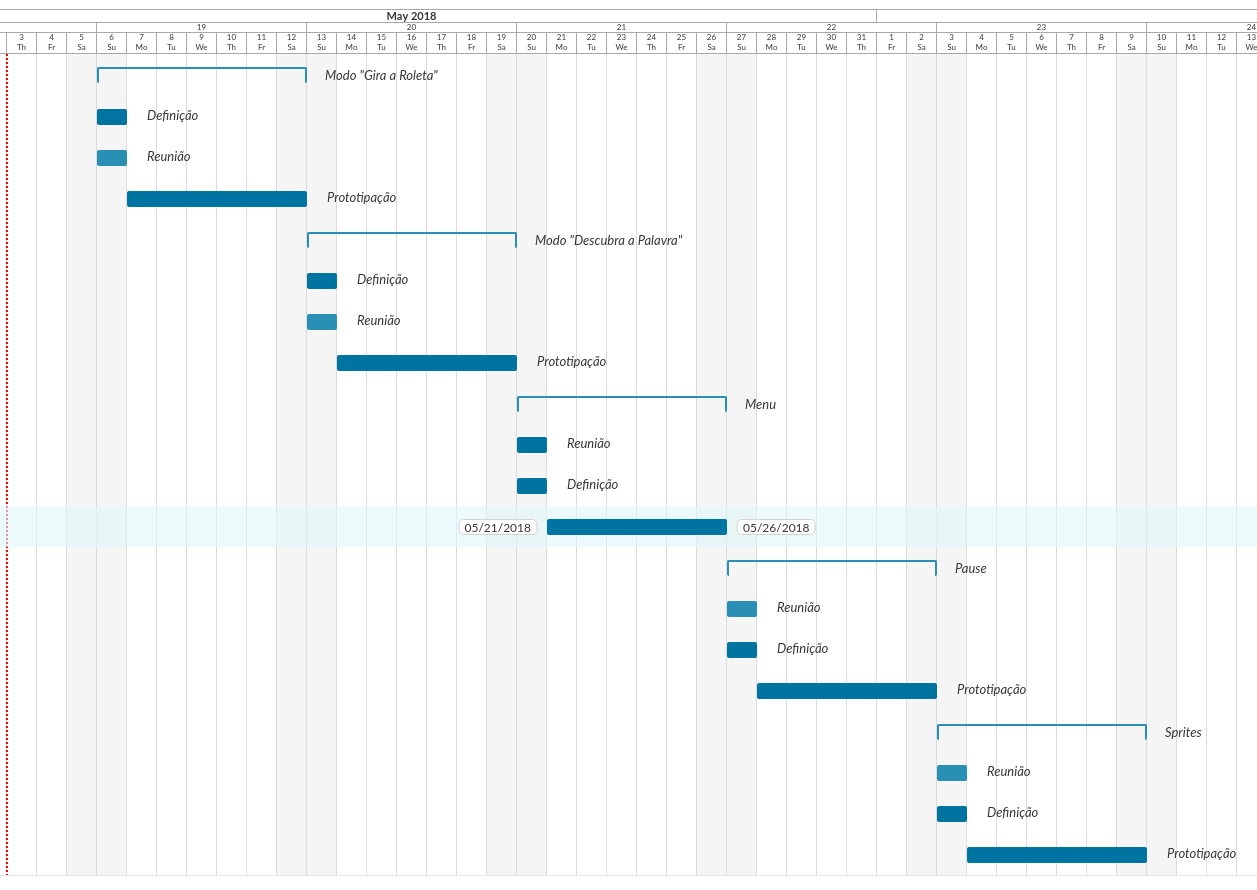 May 2018
19 20 21 22 23 24
3 4 5 6 7 8 9 10 11 12 13 14 15 16 17 18 19 20 21 22 23 24 25 26 27 28 29 30 31 1 2 3 4 5 6 7 8 9 10 11 12 13
Th Fr Sa Su Mo Tu We Th Fr Sa Su Mo Tu We Th Fr Sa Su Mo Tu We Th Fr Sa Su Mo Tu We Th Fr Sa Su Mo Tu We Th Fr Sa Su Mo Tu We
Modo "Gira a Roleta"
Definição
Reunião
Prototipação
Modo "Descubra a Palavra"
Definição
Reunião
Prototipação
Menu
Reunião
Definição
05/21/2018 05/26/2018
Pause
Reunião
Definição
Prototipação
Sprites
Reunião
Definição
Prototipação